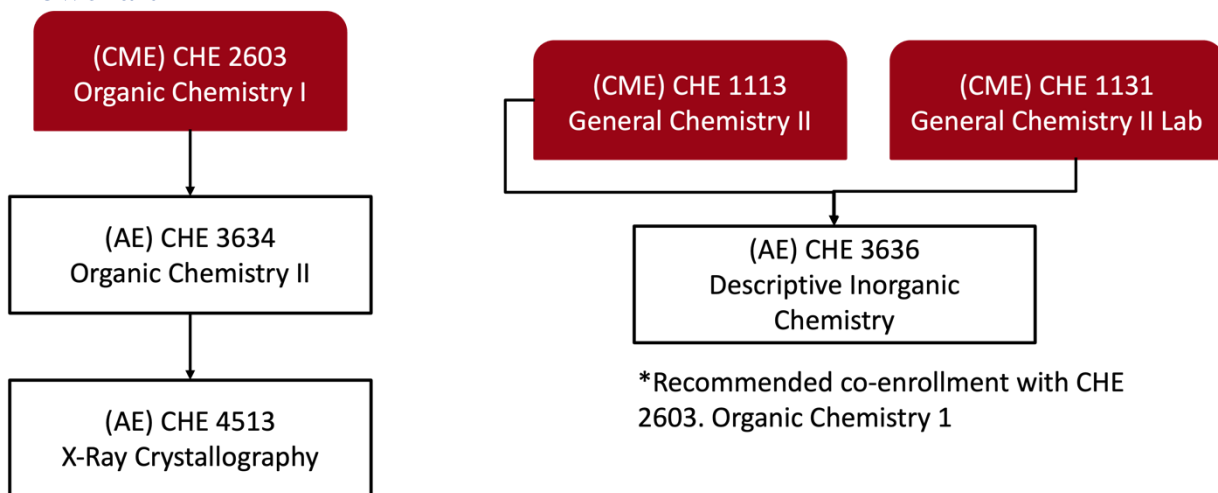 (CME) CHE 2603
Organic Chemistry I
(AE) CHE 3634
Organic Chemistry II
(AE) CHE 4513
X-Ray Crystallography
(CME) CHE 1113
General Chemistry II
(CME) CHE 1131
General Chemistry II Lab
(AE) CHE 3636
Descriptive Inorganic
Chemistry
*Recommended co-enrollment with CHE
2603. Organic Chemistry 1